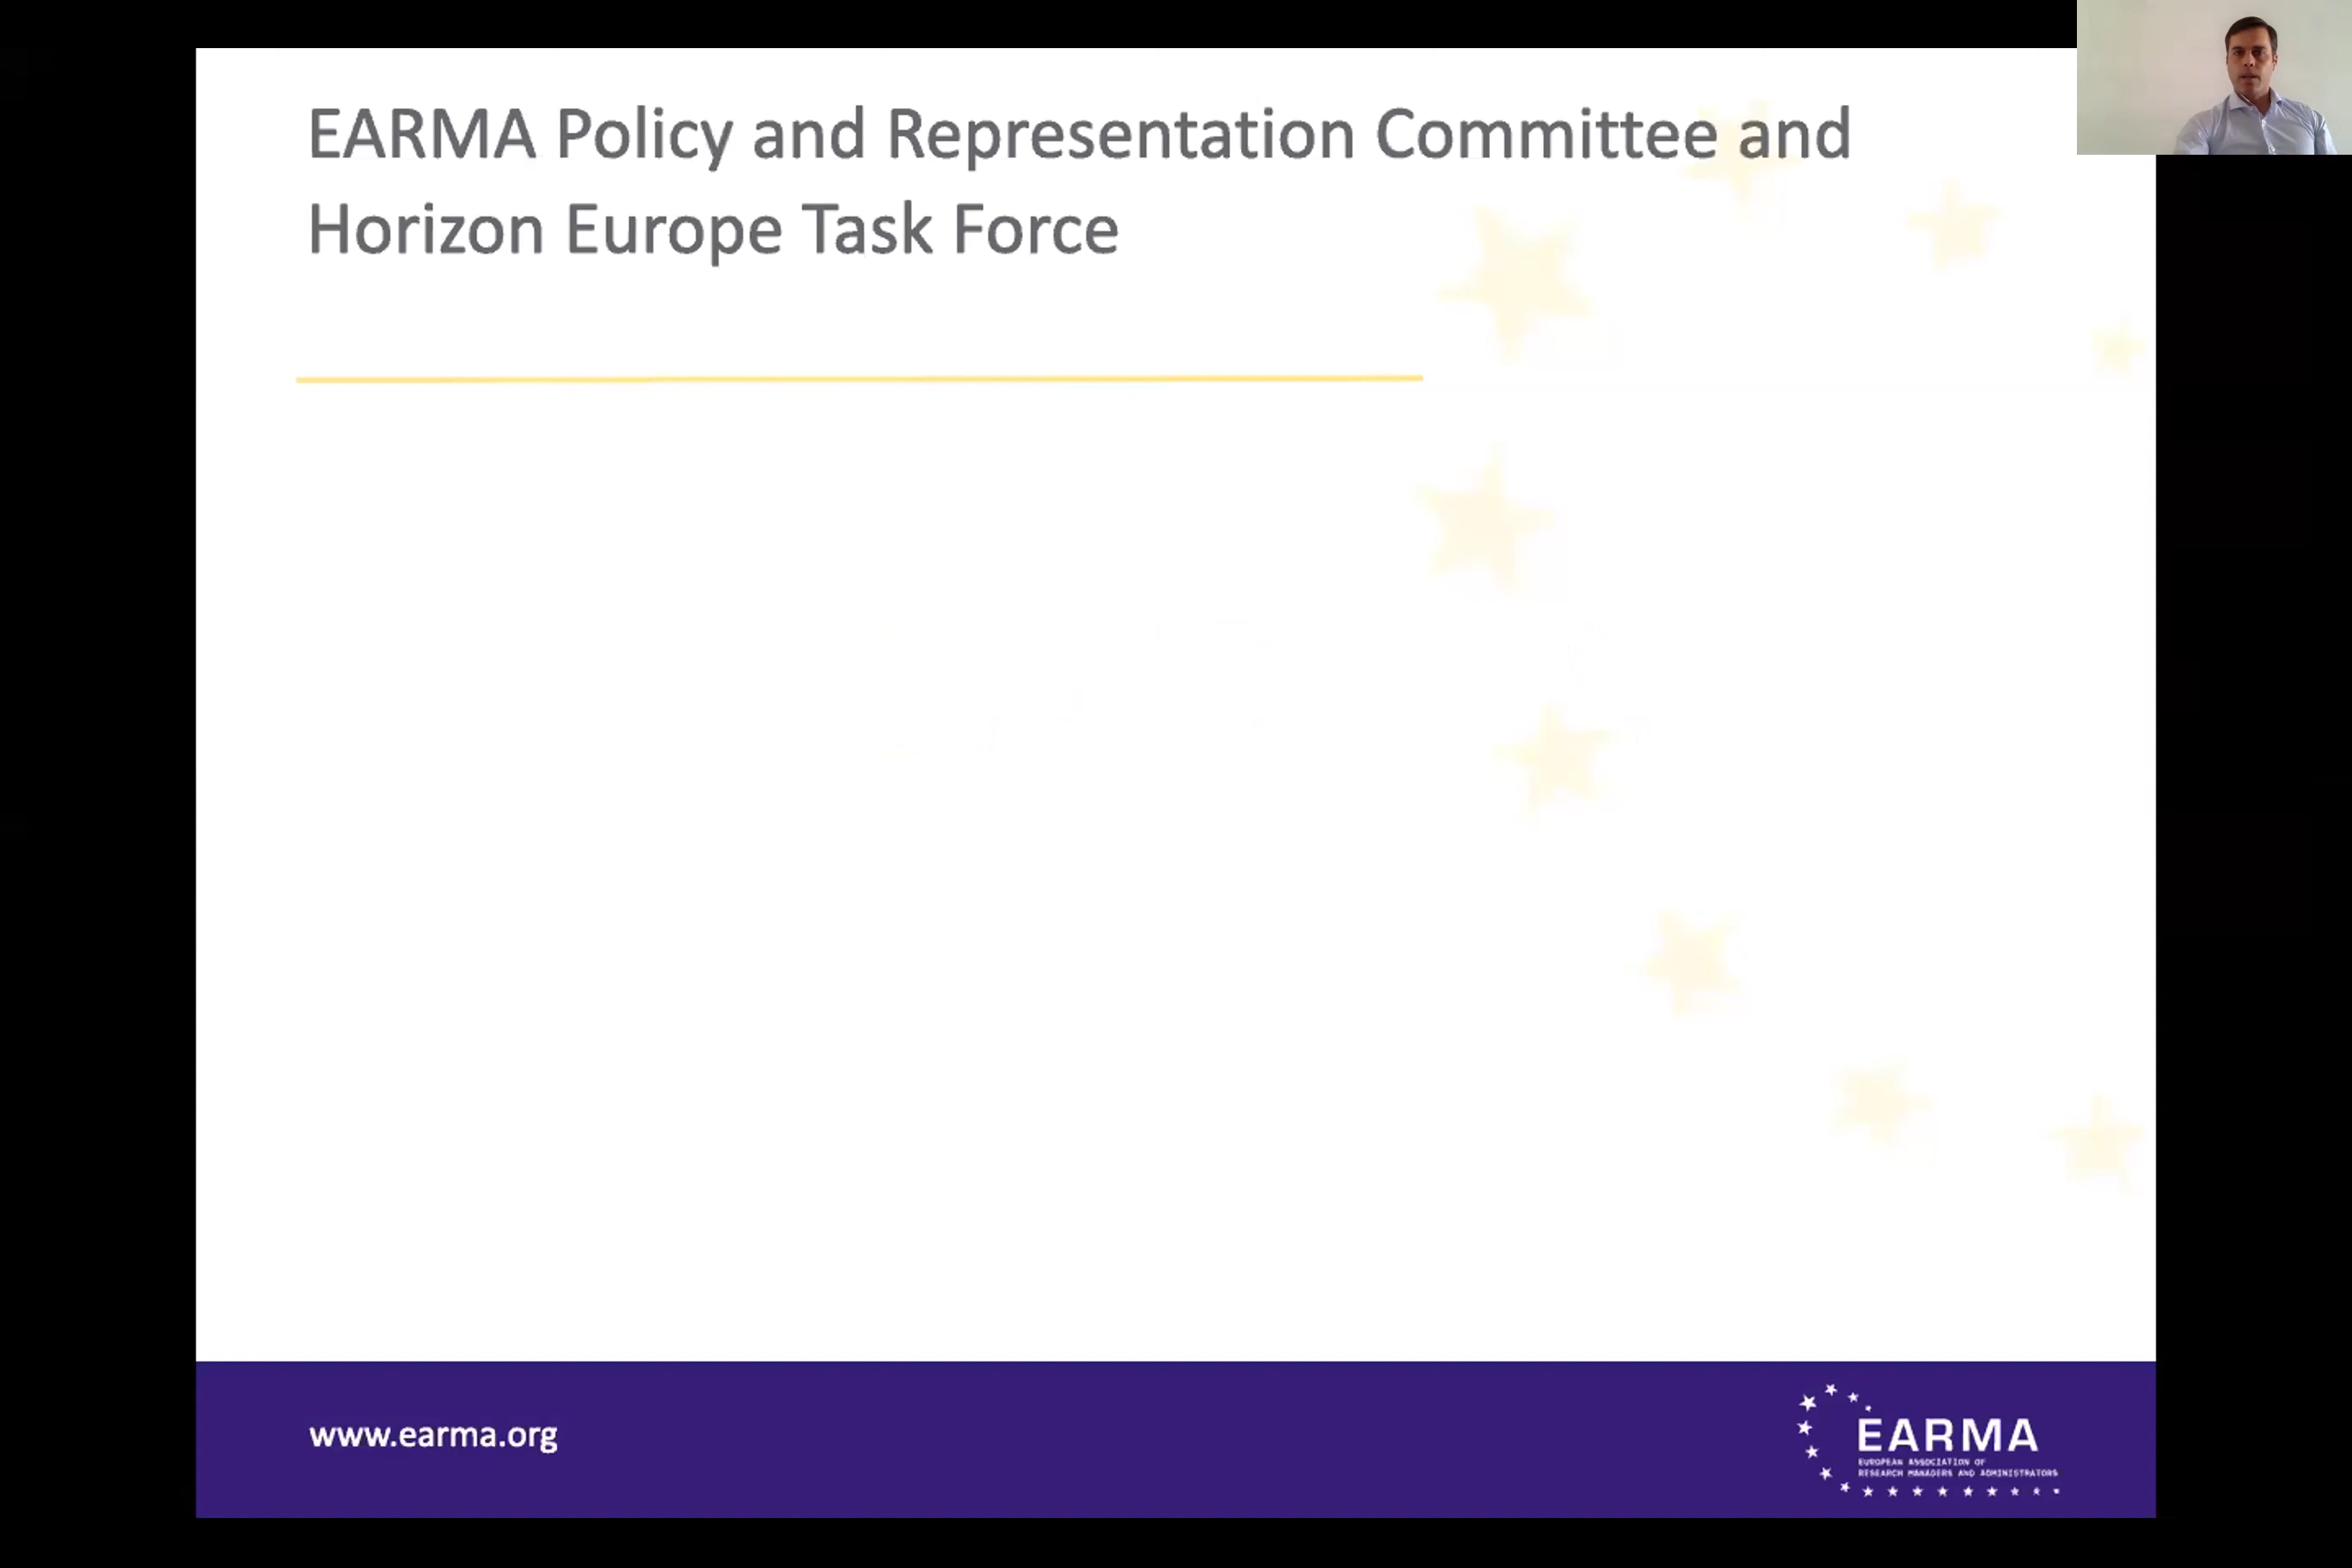 EARMA Policy and Representation Committee and
Horizon Europe Task Force
www.earma.org
EARMA
EUROPEAN ASSOCIATION OF
RESEARCH MANAGERS AND ADMINISTRATORS